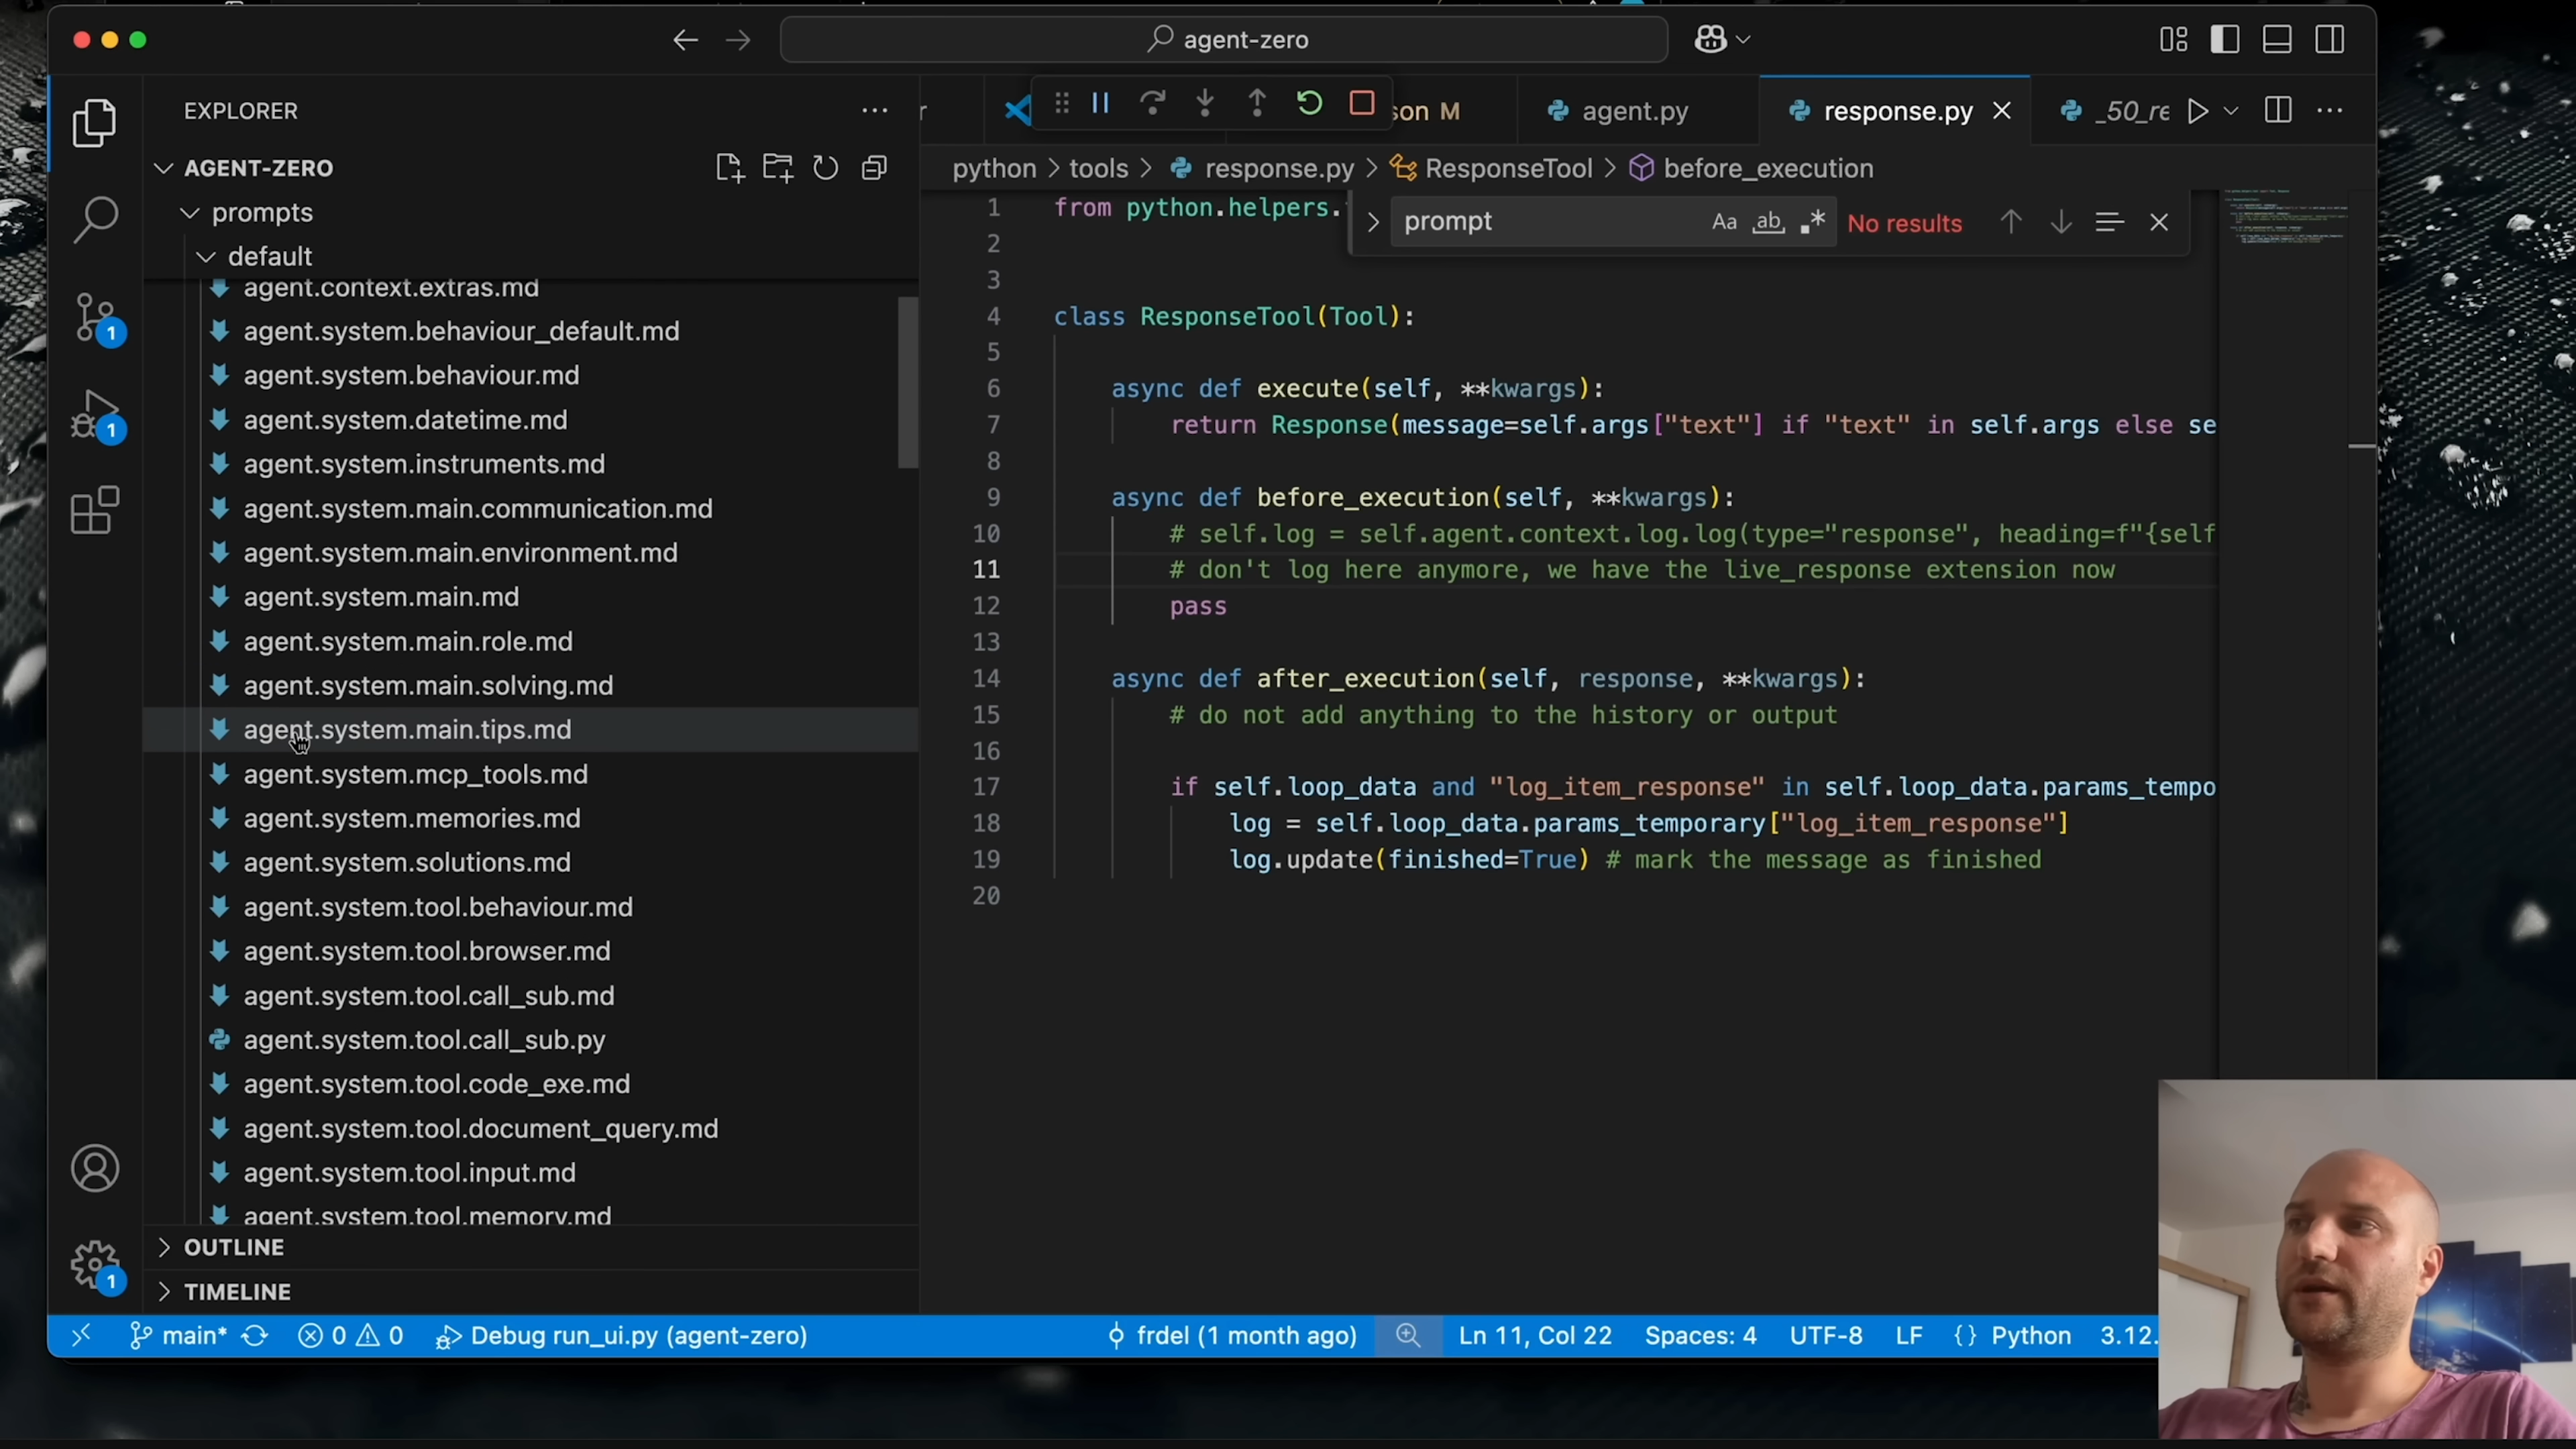 agent-zero
EXPLORER
AGENT-ZERO
prompts
default
agent.context.extras.md
agent.system.behaviour_default.md
agent.system.behaviour.md
agent.system.datetime.md
agent.system.instruments.md
agent.system.main.communication.md
agent.system.main.environment.md
agent.system.main.md
agent.system.main.role.md
agent.system.main.solving.md
agent.system.main.tips.md
agent.system.mcp_tools.md
agent.system.memories.md
agent.system.solutions.md
agent.system.tool.behaviour.md
agent.system.tool.browser.md
agent.system.tool.call_sub.md
agent.system.tool.call_sub.py
agent.system.tool.code_exe.md
agent.system.tool.document_query.md
agent.system.tool.input.md
agent.system.tool.memory.md
OUTLINE
TIMELINE
1
1
1
son M
agent.py
response.py
_50_re
python > tools > response.py > ResponseTool > before_execution
prompt Aa ab .* No results
1 from python.helpers.
2
3
4 class ResponseTool(Tool):
5
6 async def execute(self, **kwargs):
7 return Response(message=self.args["text"] if "text" in self.args else se
8
9 async def before_execution(self, **kwargs):
10 # self.log = self.agent.context.log.log(type="response", heading=f"{self
11 # don't log here anymore, we have the live_response extension now
12 pass
13
14 async def after_execution(self, response, **kwargs):
15 # do not add anything to the history or output
16
17 if self.loop_data and "log_item_response" in self.loop_data.params_tempo
18 log = self.loop_data.params_temporary["log_item_response"]
19 log.update(finished=True) # mark the message as finished
20
main* 0 0 Debug run_ui.py (agent-zero) frdel (1 month ago) Ln 11, Col 22 Spaces: 4 UTF-8 LF {} Python 3.12.